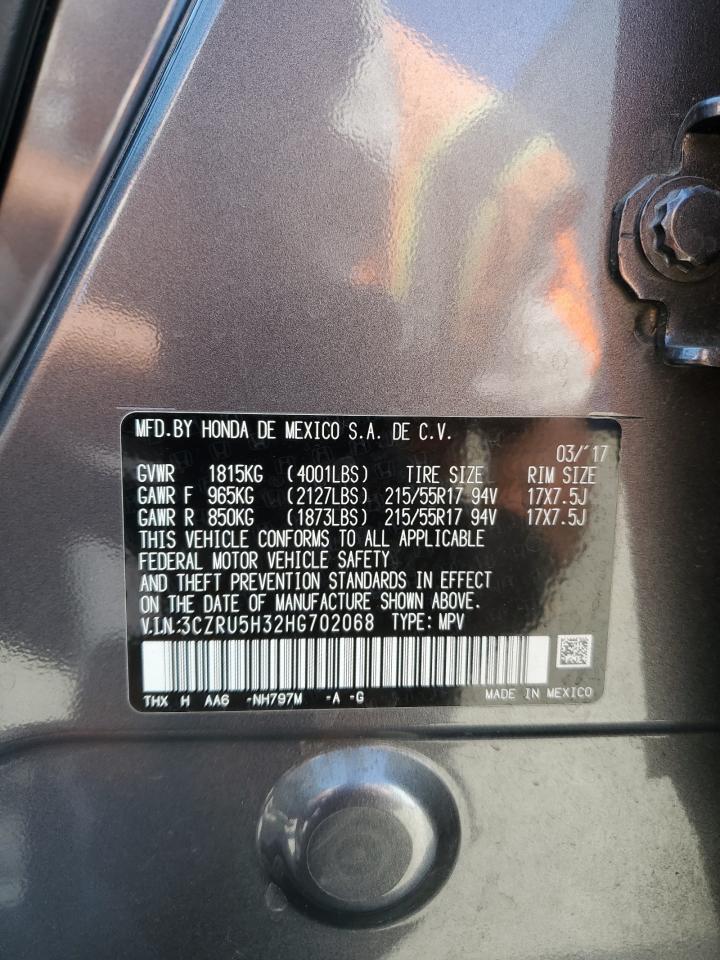 MFD.BY HONDA DE MEXICO S.A. DE C.V.
03/'17
GVWR 1815KG (4001LBS) TIRE SIZE RIM SIZE
GAWR F 965KG (2127LBS) 215/55R17 94V 17X7.5J
GAWR R 850KG (1873LBS) 215/55R17 94V 17X7.5J
THIS VEHICLE CONFORMS TO ALL APPLICABLE
FEDERAL MOTOR VEHICLE SAFETY
AND THEFT PREVENTION STANDARDS IN EFFECT
ON THE DATE OF MANUFACTURE SHOWN ABOVE.
V.I.N.:3CZRU5H32HG702068 TYPE: MPV
THX H AA6 -NH797M -A -G MADE IN MEXICO